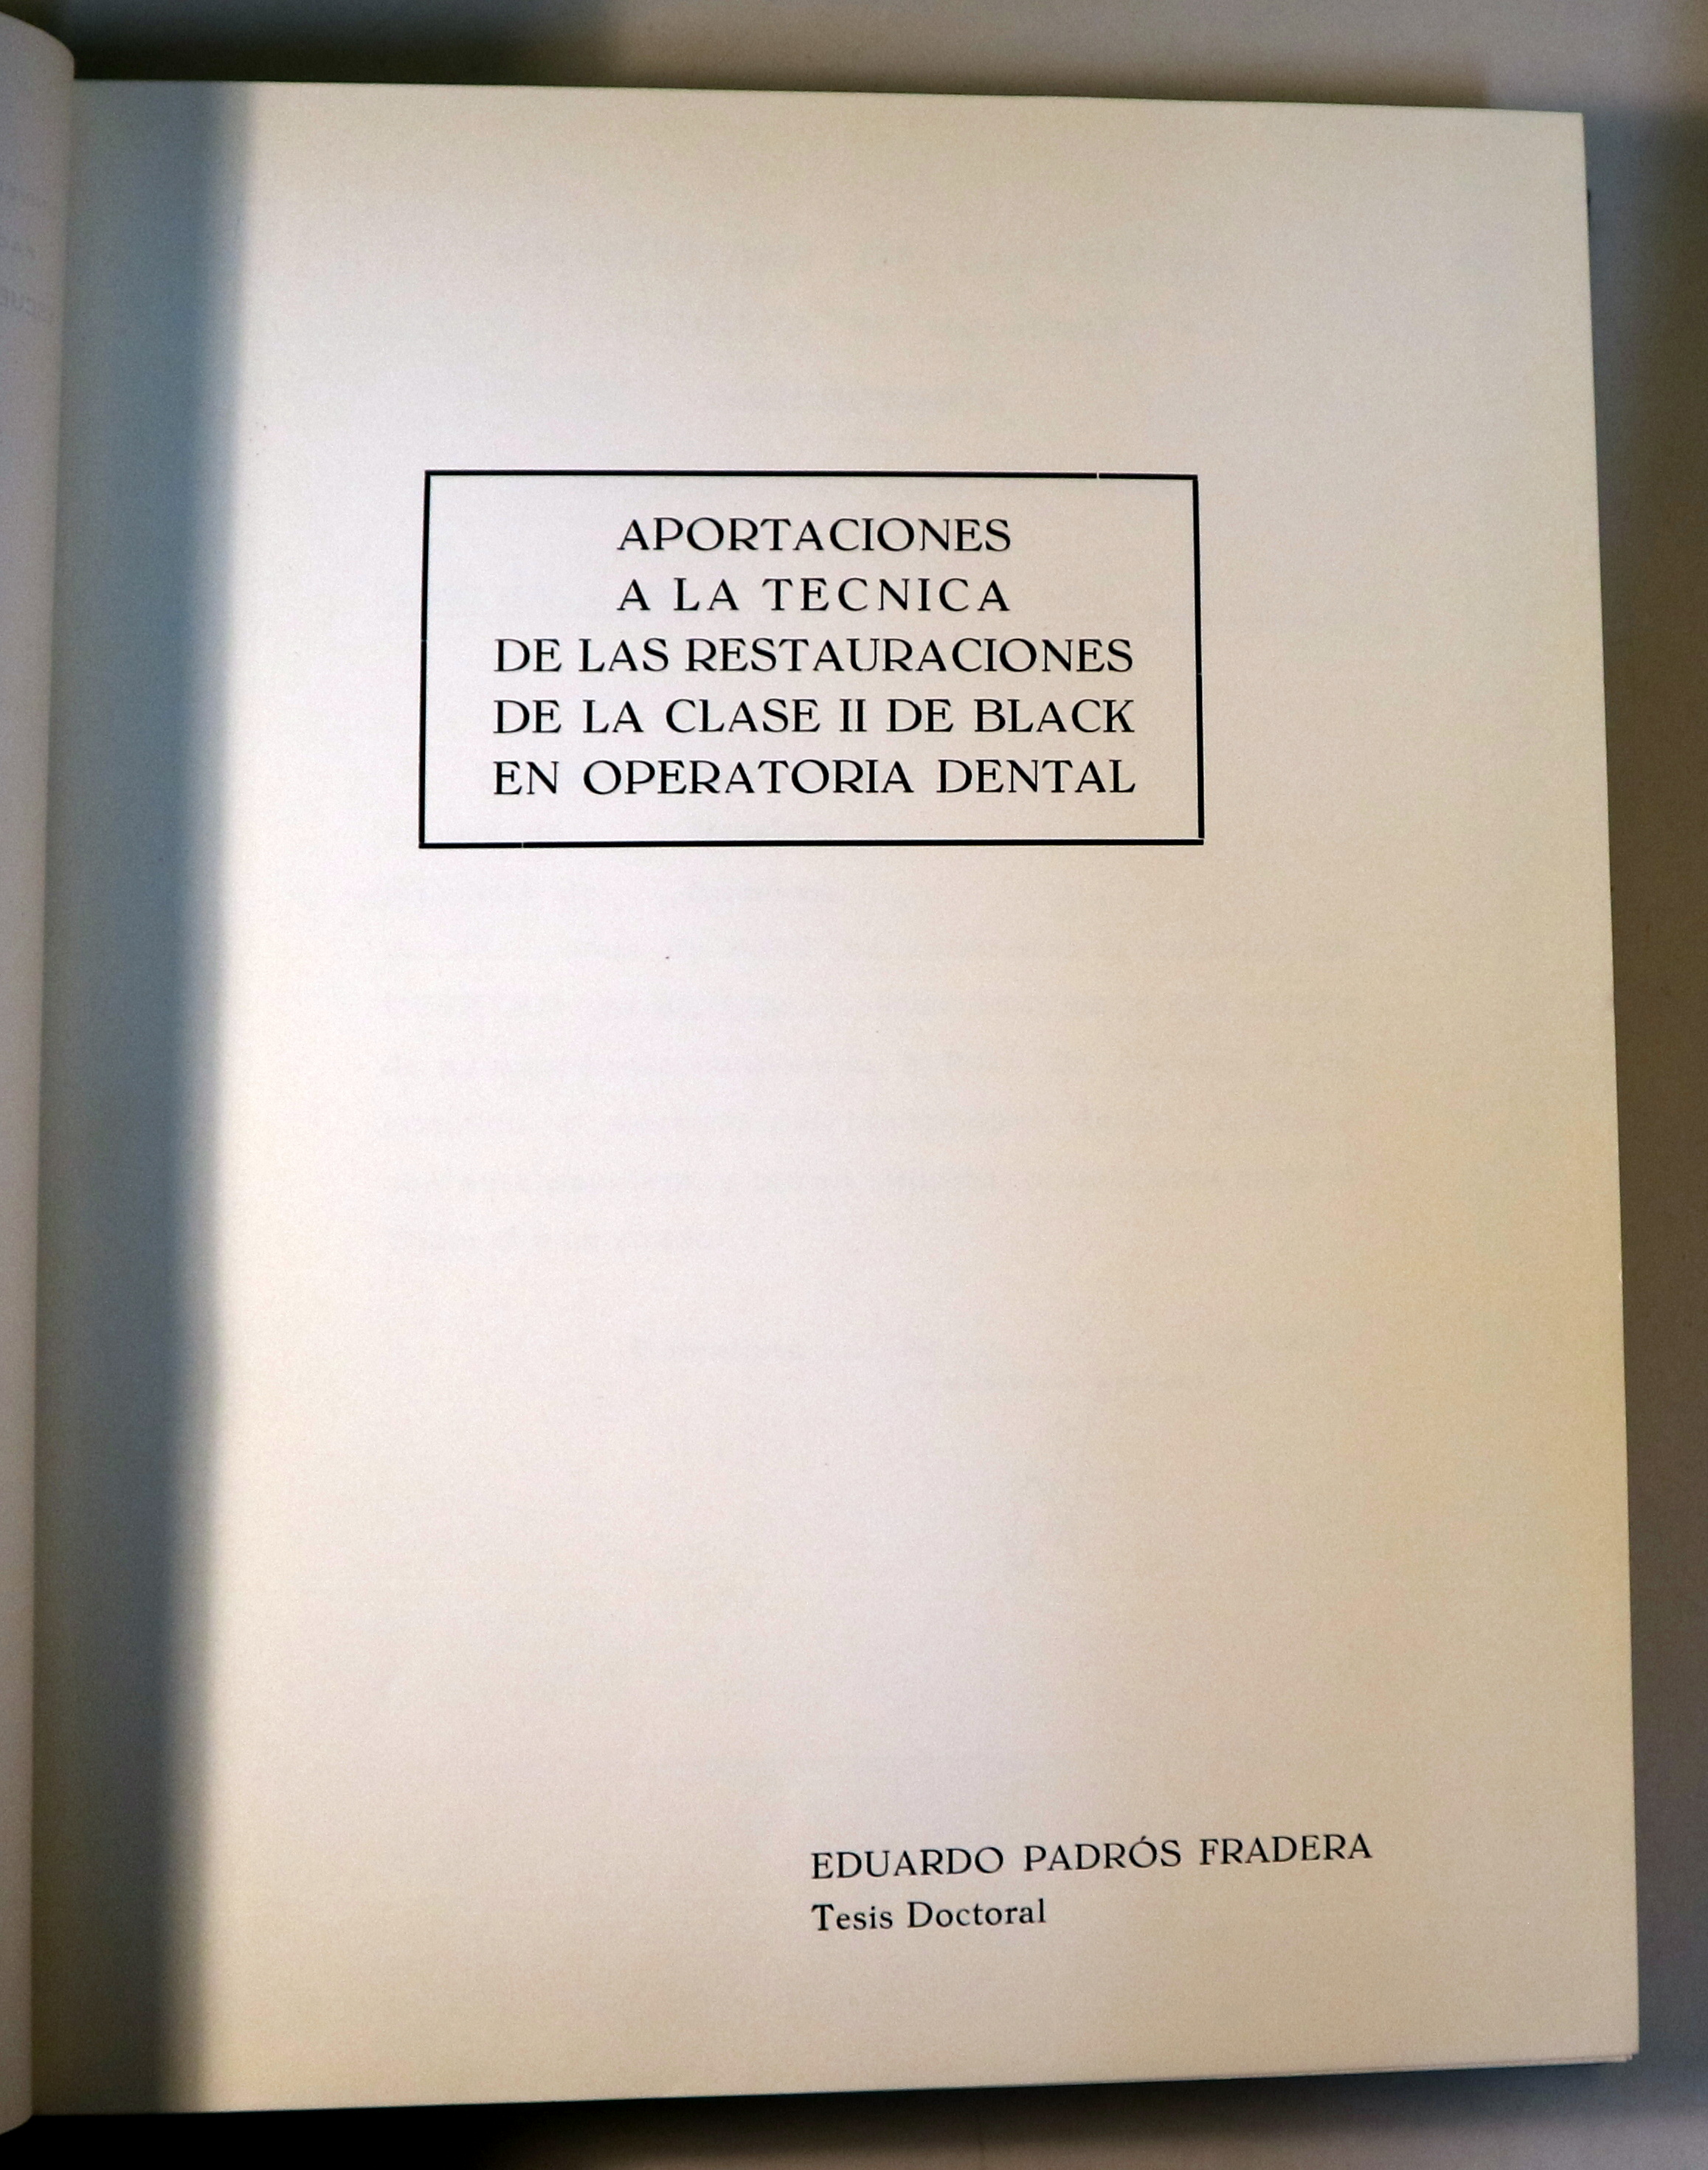 APORTACIONES
A LA TECNICA
DE LAS RESTAURACIONES
DE LA CLASE II DE BLACK
EN OPERATORIA DENTAL
EDUARDO PADRÓS FRADERA
Tesis Doctoral